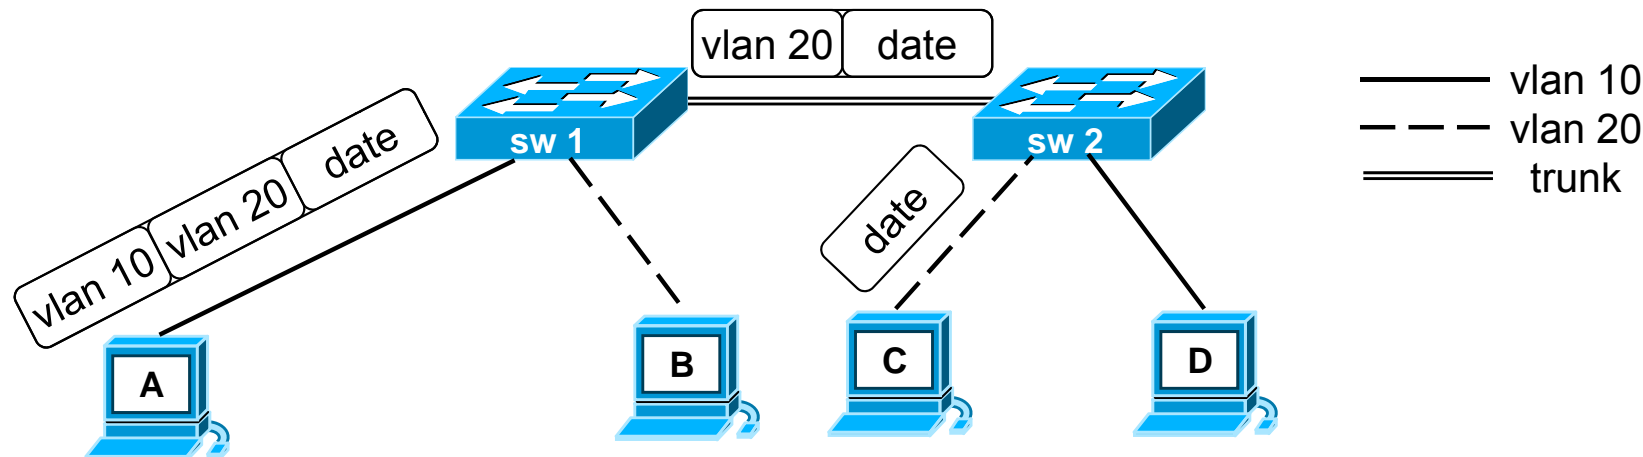 vlan 20 date
sw 1
sw 2
vlan 10
vlan 20
trunk
vlan 10 vlan 20 date
date
A
B
C
D